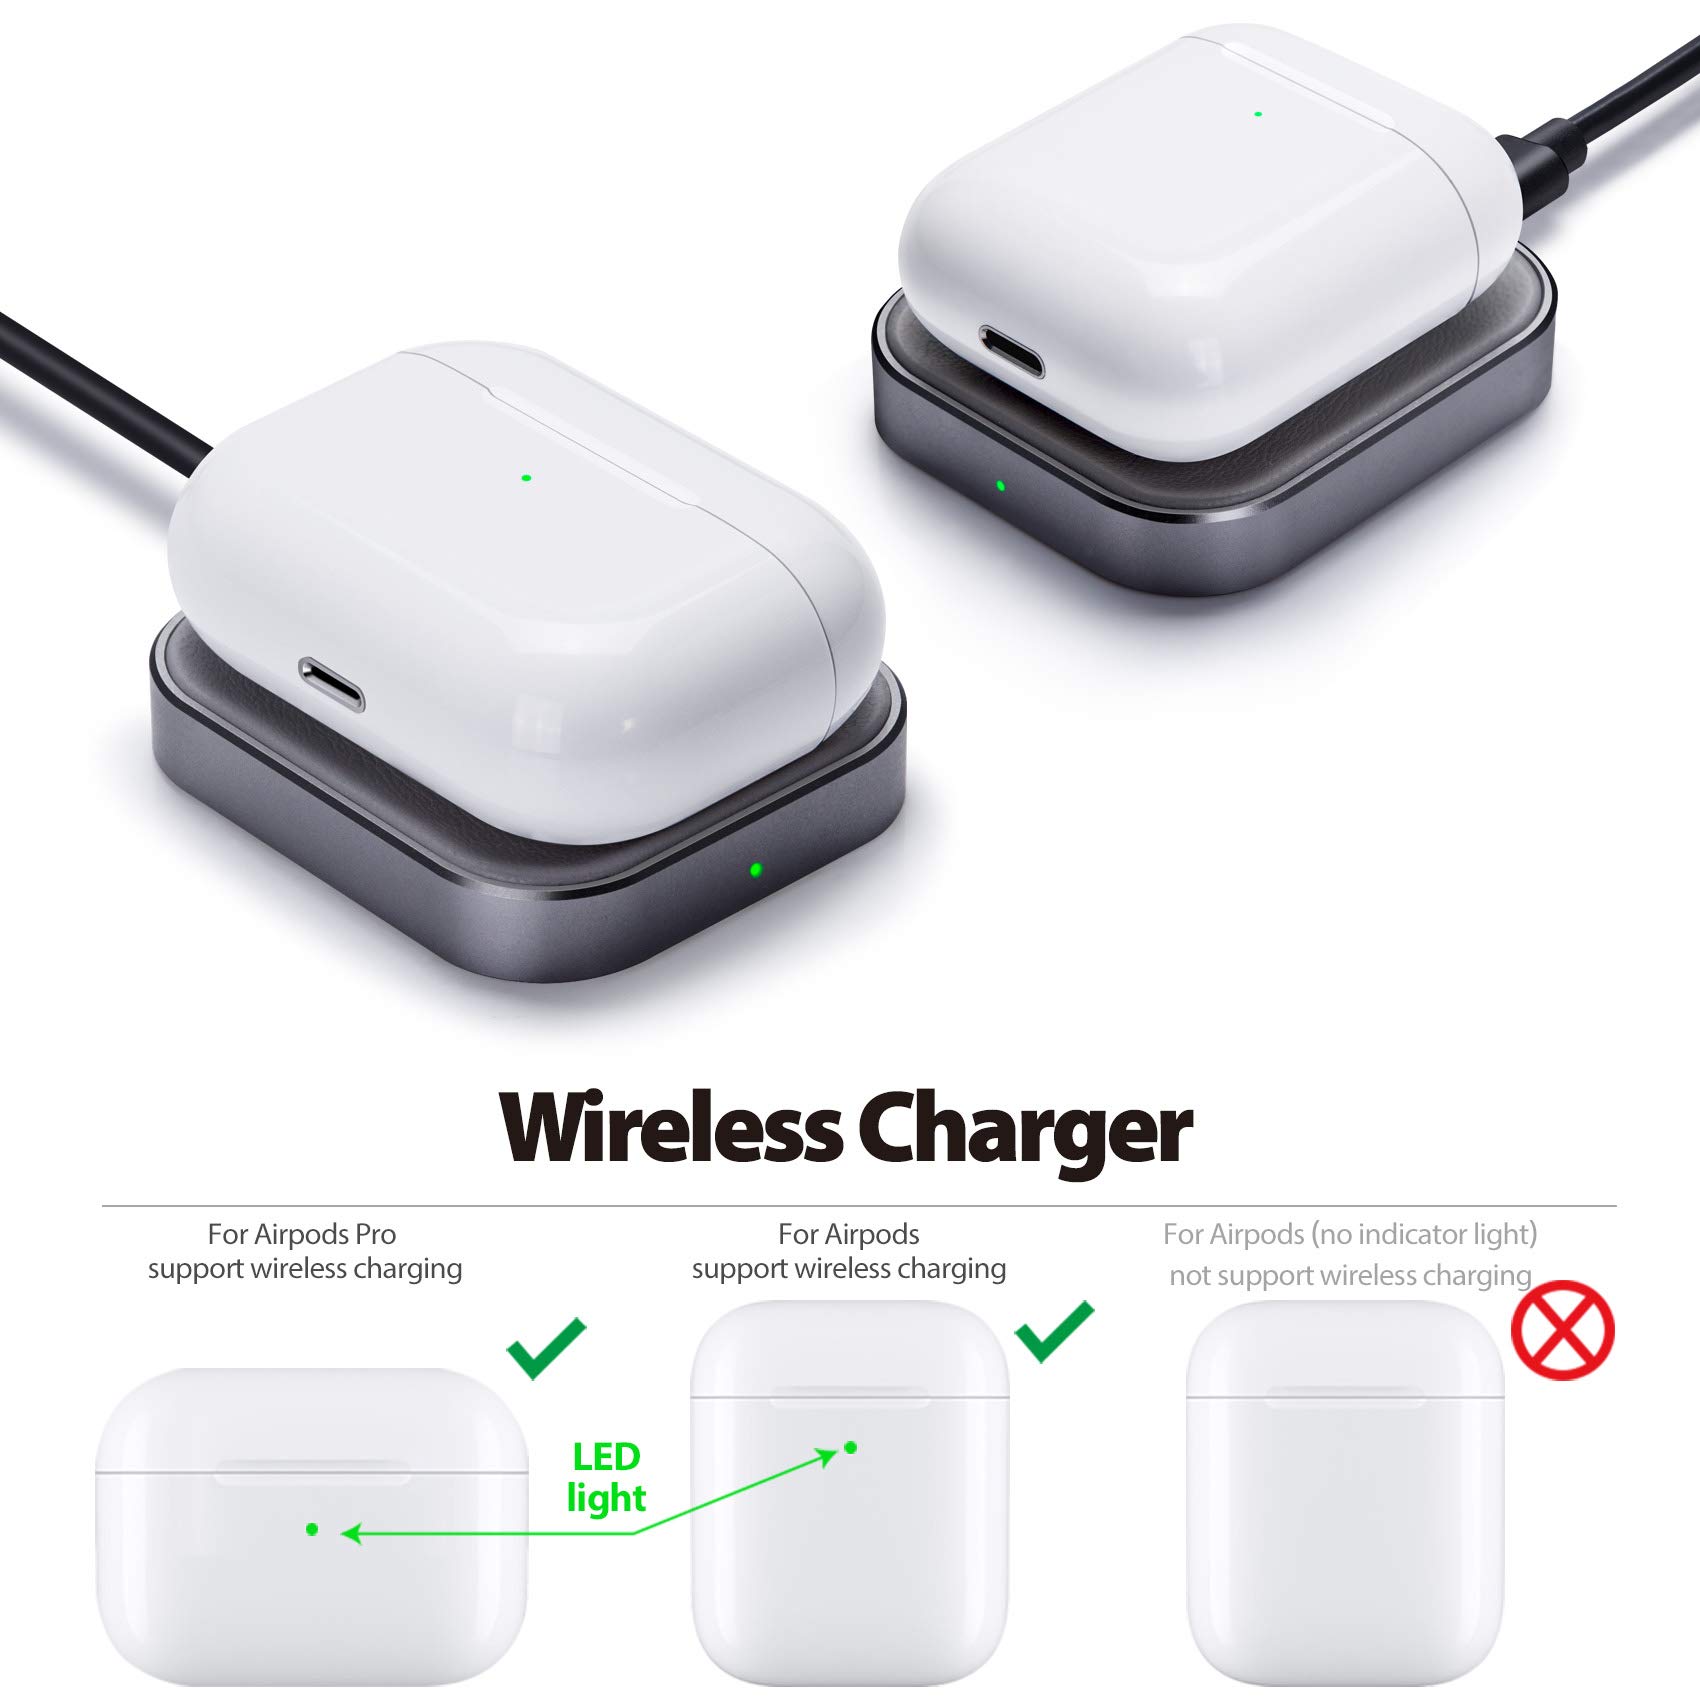 Wireless Charger
For Airpods Pro
support wireless charging
For Airpods
support wireless charging
For Airpods (no indicator light)
not support wireless charging
LED
light